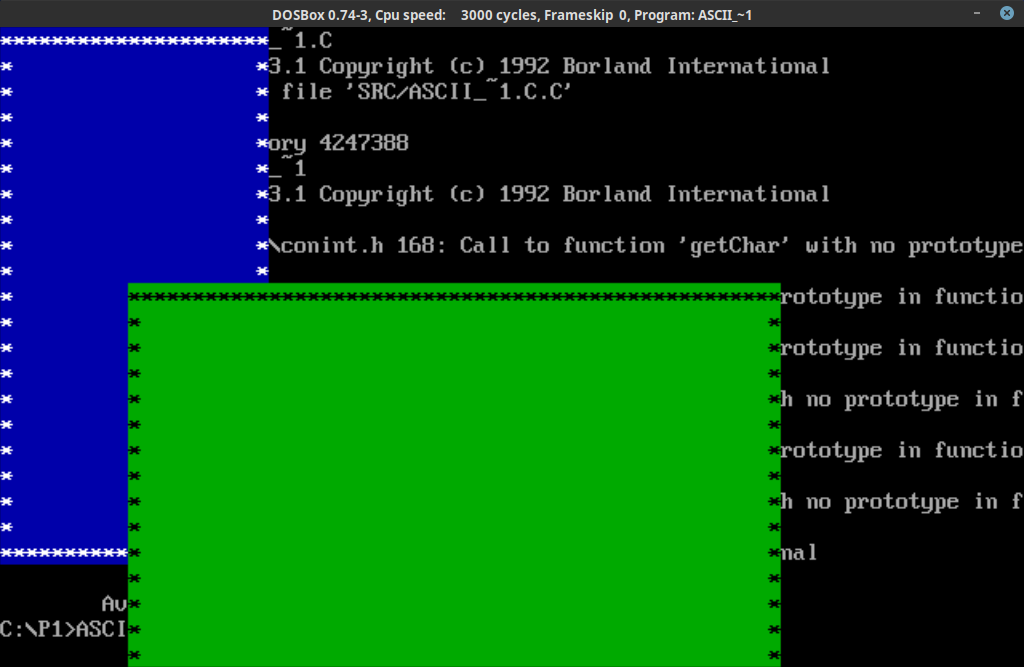 DOSBox 0.74-3, Cpu speed:    3000 cycles, Frameskip 0, Program: ASCII_~1
*********************_~1.C
*                   *3.1 Copyright (c) 1992 Borland International
*                   * file 'SRC/ASCII_~1.C.C'
*                   *
*                   *ory 4247388
*                   *_~1
*                   *3.1 Copyright (c) 1992 Borland International
*                   *
*                   *\conint.h 168: Call to function 'getChar' with no prototype
*                   *
*         ***************************************************rototype in functio
*         *                                                 *
*         *                                                 *rototype in functio
*         *                                                 *
*         *                                                 *h no prototype in f
*         *                                                 *
*         *                                                 *rototype in functio
*         *                                                 *
*         *                                                 *h no prototype in f
*         *                                                 *
***********                                                 *nal
          *                                                 *
        Av*                                                 *
C:\P1>ASCI*                                                 *
          *                                                 *